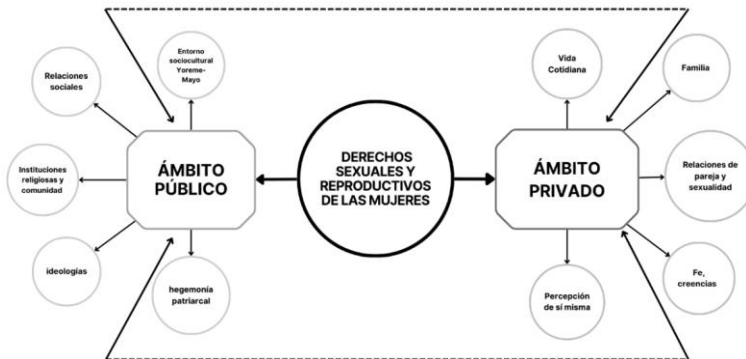 Entorno
sociocultural
Yoreme-
Mayo
Relaciones
sociales
Instituciones
religiosas y
comunidad
ideologías
hegemonía
patriarcal
ÁMBITO
PÚBLICO
DERECHOS
SEXUALES Y
REPRODUCTIVOS
DE LAS MUJERES
ÁMBITO
PRIVADO
Vida
Cotidiana
Familia
Relaciones de
pareja y
sexualidad
Fe,
creencias
Percepción
de sí misma